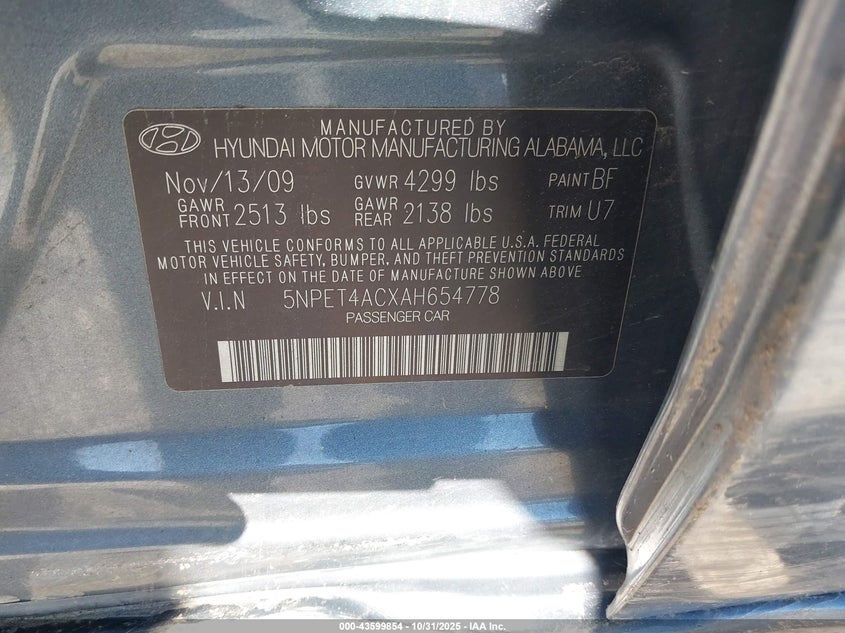 MANUFACTURED BY
HYUNDAI MOTOR MANUFACTURING ALABAMA, LLC
Nov/13/09 GVWR 4299 lbs PAINT BF
GAWR FRONT 2513 lbs GAWR REAR 2138 lbs TRIM U7
THIS VEHICLE CONFORMS TO ALL APPLICABLE U.S.A. FEDERAL
MOTOR VEHICLE SAFETY, BUMPER, AND THEFT PREVENTION STANDARDS
IN EFFECT ON THE DATE OF MANUFACTURE SHOWN ABOVE
V.I.N 5NPET4ACXAH654778
PASSENGER CAR
000-43599854 - 10/31/2025 - IAA Inc.